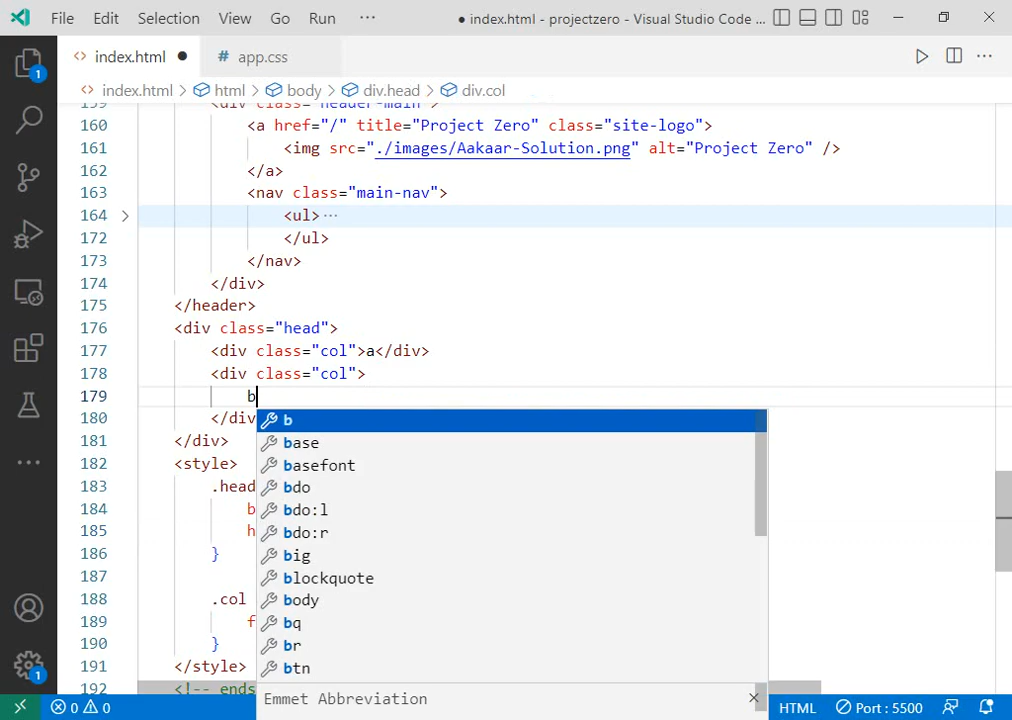 File Edit Selection View Go Run ··· ● index.html - projectzero - Visual Studio Code ...
<> index.html ● # app.css
<> index.html > html > body > div.head > div.col
159 <div class="header-main">
160 <a href="/" title="Project Zero" class="site-logo">
161 <img src="./images/Aakaar-Solution.png" alt="Project Zero" />
162 </a>
163 <nav class="main-nav">
164 > <ul> ···
172 </ul>
173 </nav>
174 </div>
175 </header>
176 <div class="head">
177 <div class="col">a</div>
178 <div class="col">
179 b
180 </div
181 </div>
182 <style>
183 .head
184 b
185 h
186 }
187
188 .col
189 f
190 }
191 </style>
192 <!-- ends
b
base
basefont
bdo
bdo:l
bdo:r
big
blockquote
body
bq
br
btn
Emmet Abbreviation
1
1
0 0 HTML Port : 5500